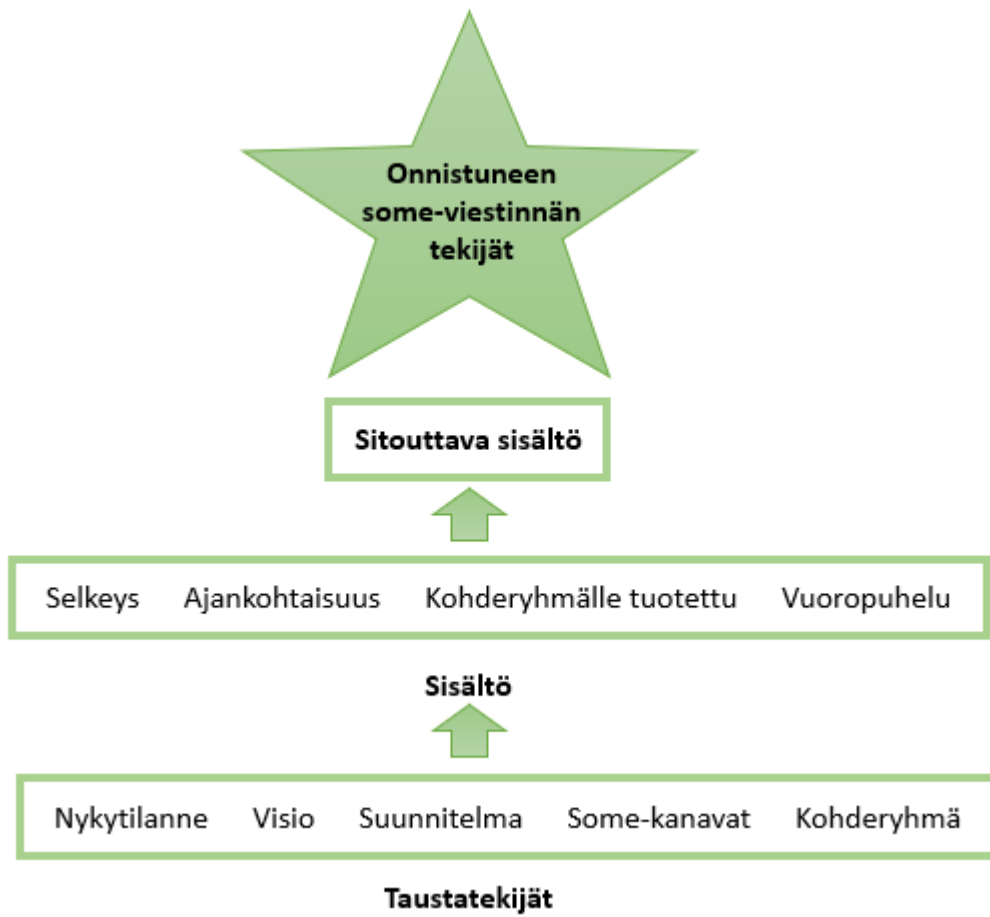 Onnistuneen
some-viestinnän
tekijät
Sitouttava sisältö
Selkeys Ajankohtaisuus Kohderyhmälle tuotettu Vuoropuhelu
Sisältö
Nykytilanne Visio Suunnitelma Some-kanavat Kohderyhmä
Taustatekijät